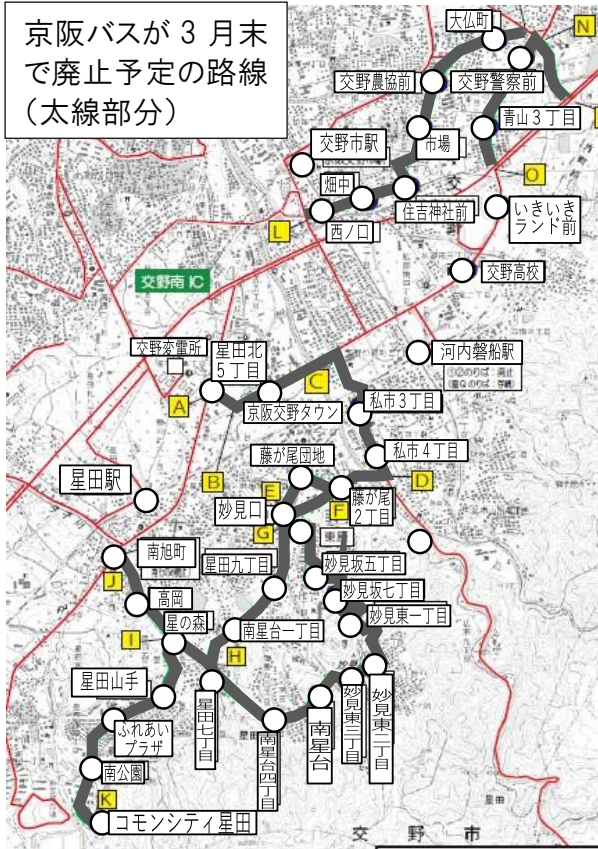 京阪バスが3月末
で廃止予定の路線
(太線部分)
大仏町
N
交野農協前
交野警察前
青山3丁目
市場
交野市駅
O
畑中
住吉神社前
いきいき
ランド前
L
西ノ口
交野高校
交野南IC
交野変電所
星田北
5丁目
河内磐船駅
C
A
京阪交野タウン
私市3丁目
私市4丁目
藤が尾団地
B
D
星田駅
E
F
藤が尾
2丁目
妙見口
G
南旭町
星田九丁目
妙見坂五丁目
J
妙見坂七丁目
高岡
妙見東一丁目
星の森
南星台一丁目
I
H
星田山手
星田七丁目
南星台四丁目
南星台
妙見東三丁目
妙見東二丁目
ふれあい
プラザ
南公園
K
コモンシティ星田
星田
交野市